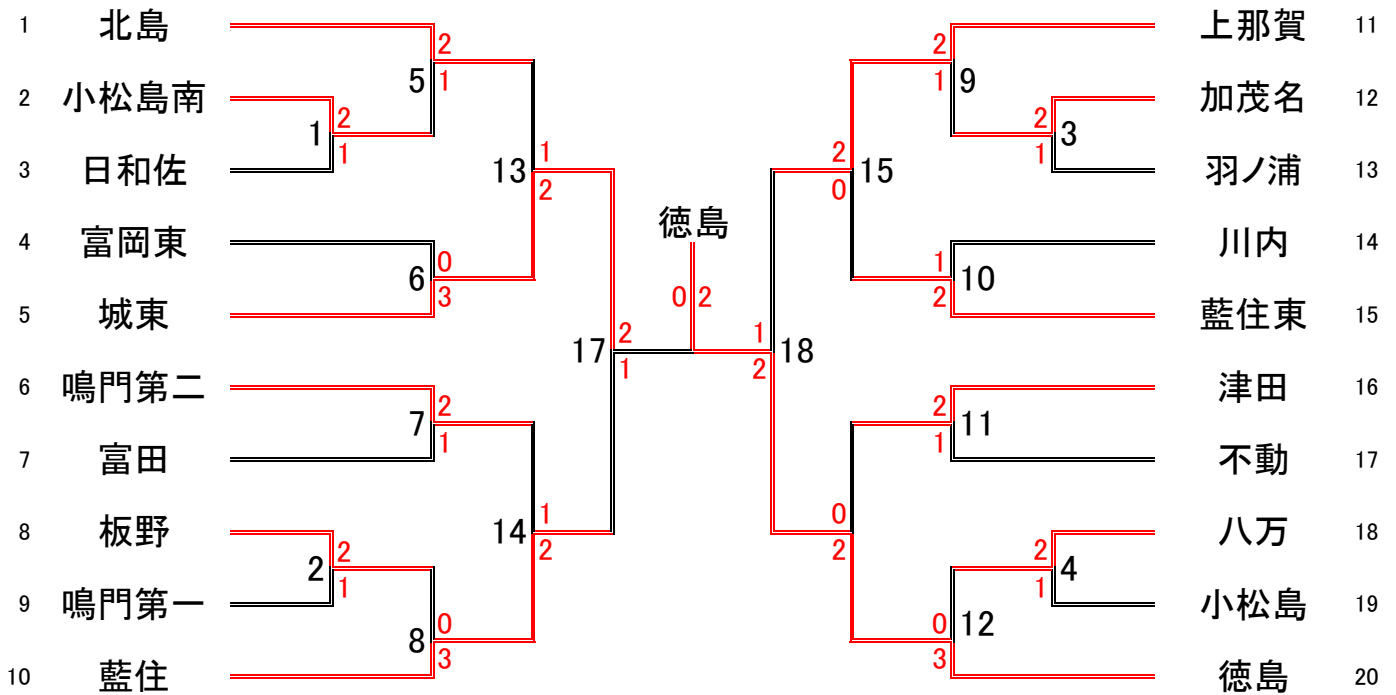 1 北島 2 上那賀 11
2 1 5 1 9
2 小松島南 2 2 加茂名 12
1 1 3
3 日和佐 13 1 2 15 羽ノ浦 13
2 0
4 富岡東 徳島 川内 14
6 0 1 10
3 0 2 2
5 城東 藍住東 15
17 2 1 18
1 2
6 鳴門第二 津田 16
7 2 2 11
1 1
7 富田 不動 17
8 板野 14 1 0 八万 18
2 2 2 2 2 4
1 1
9 鳴門第一 小松島 19
8 0 0 12
3 3
10 藍住 徳島 20